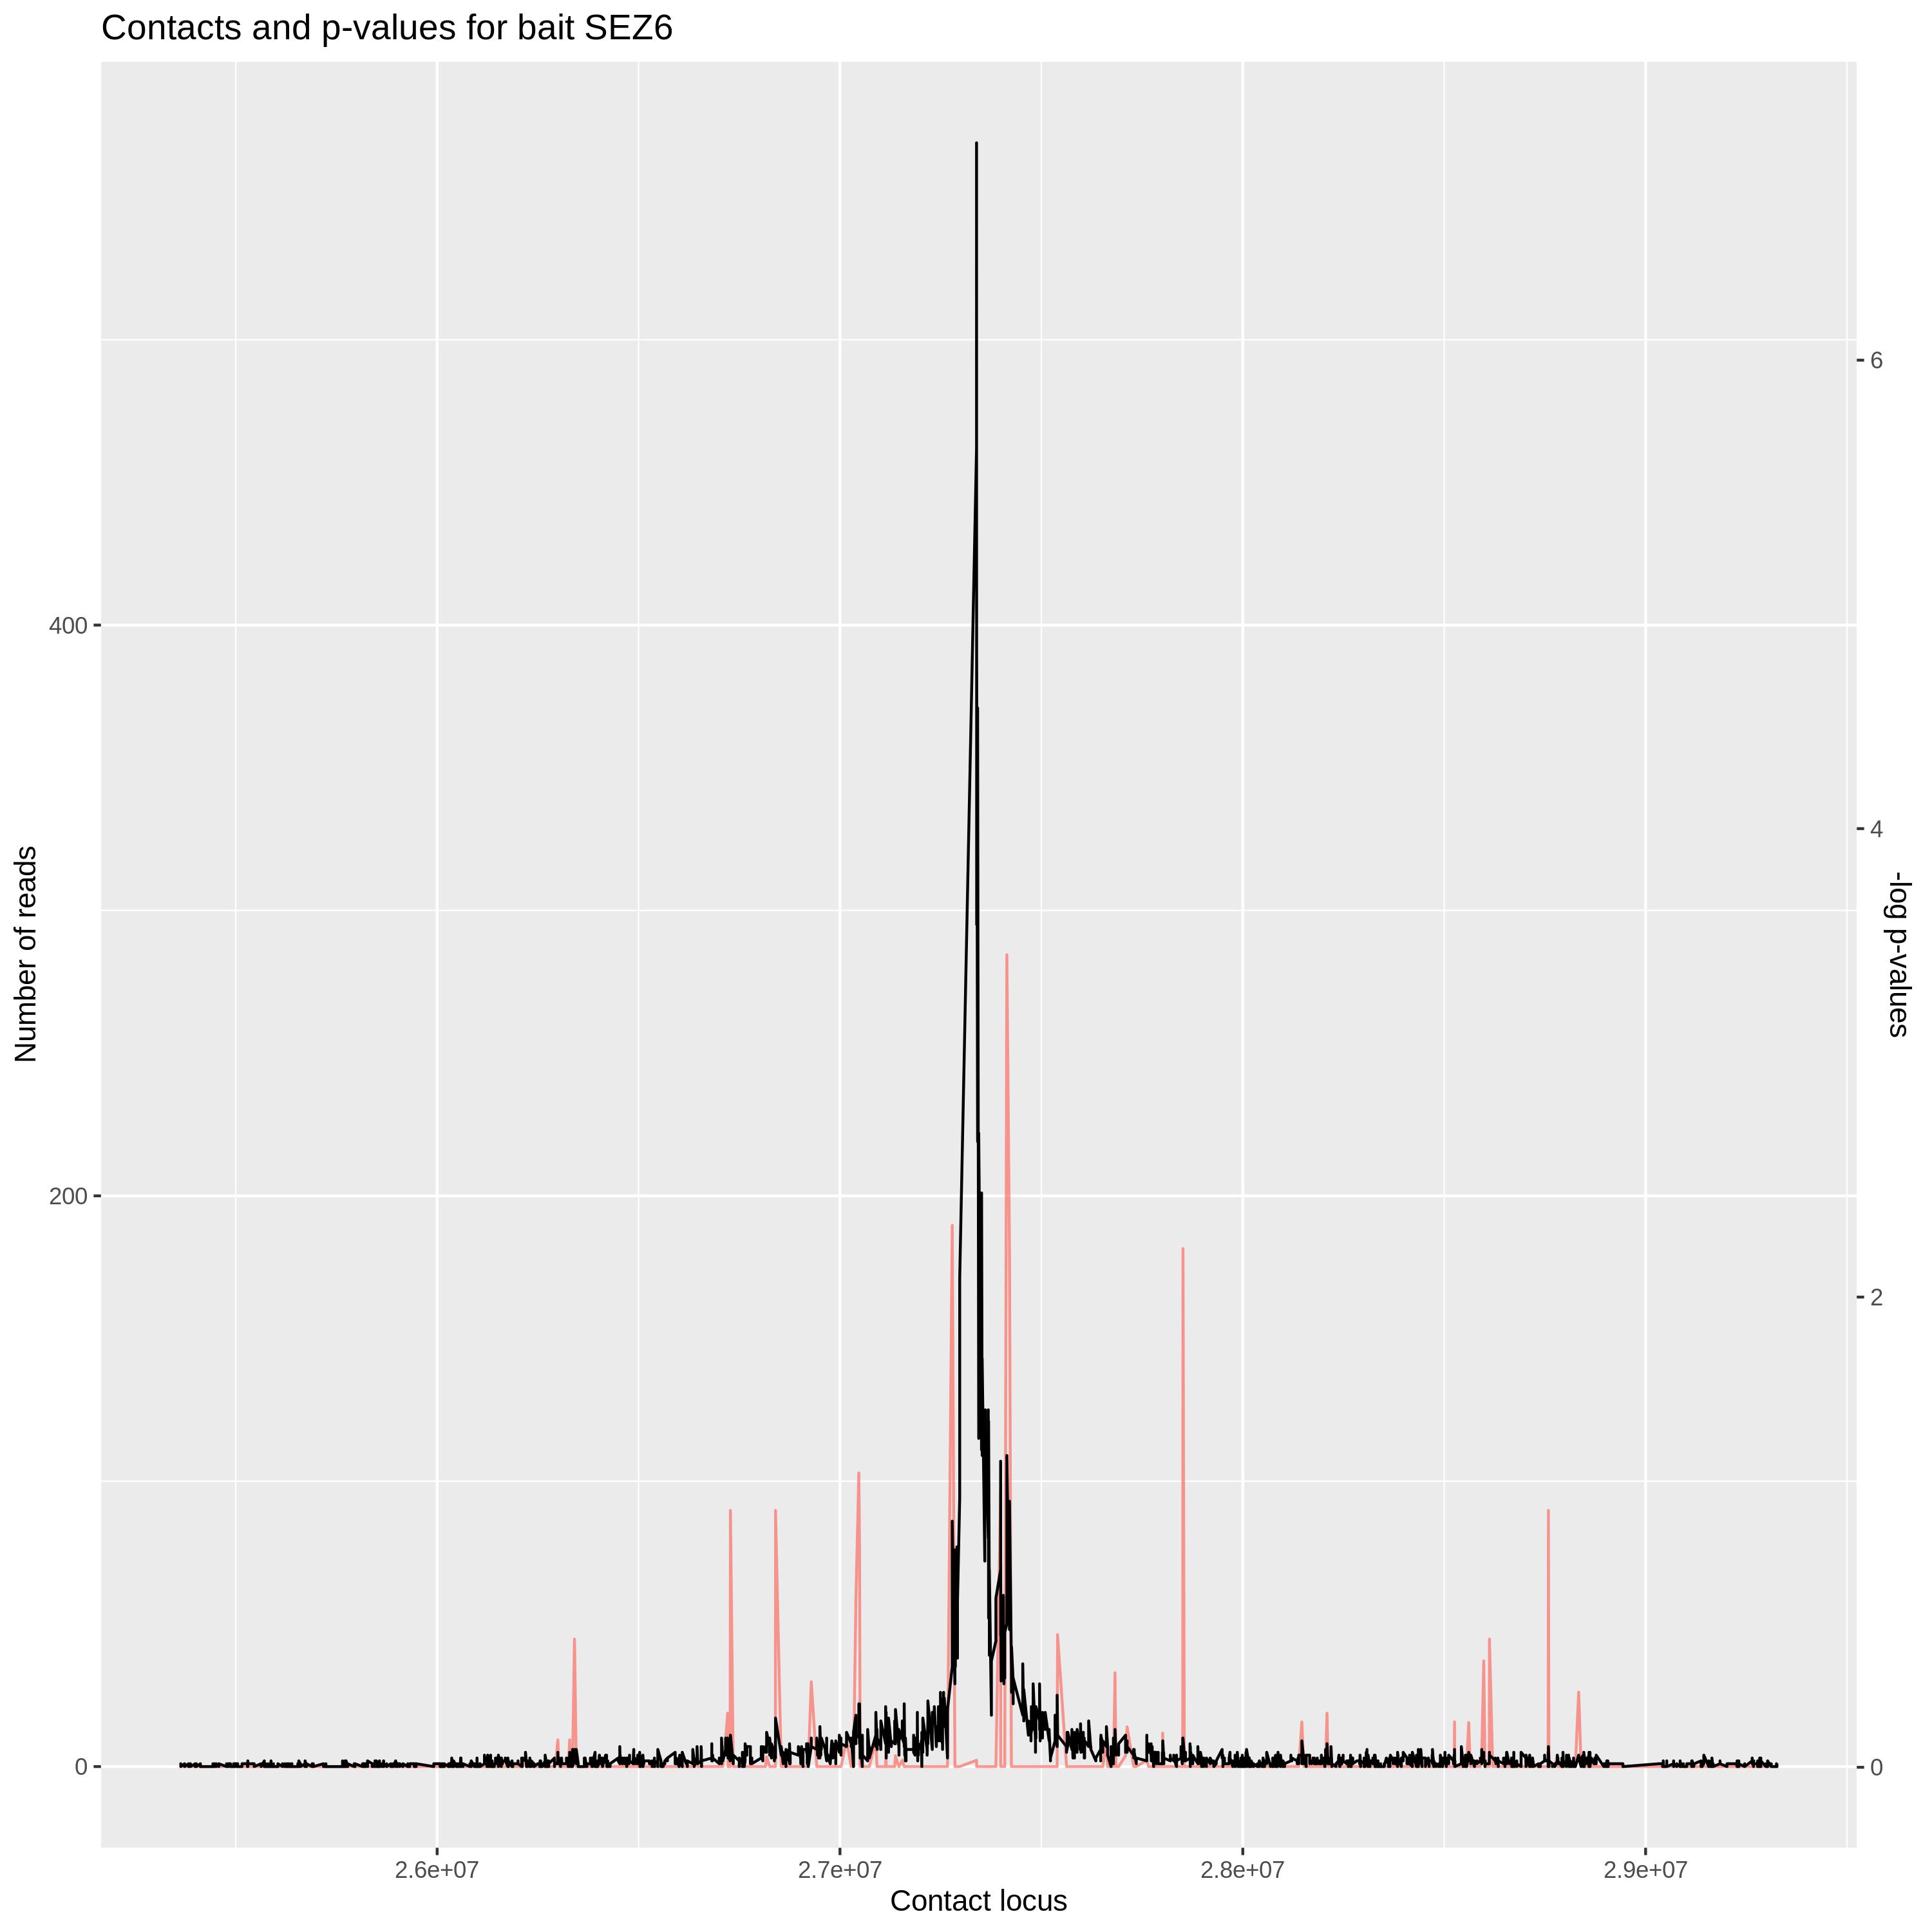 Contacts and p-values for bait SEZ6
Number of reads
400
200
0
6
4
2
0
-log p-values
2.6e+07
2.7e+07
2.8e+07
2.9e+07
Contact locus